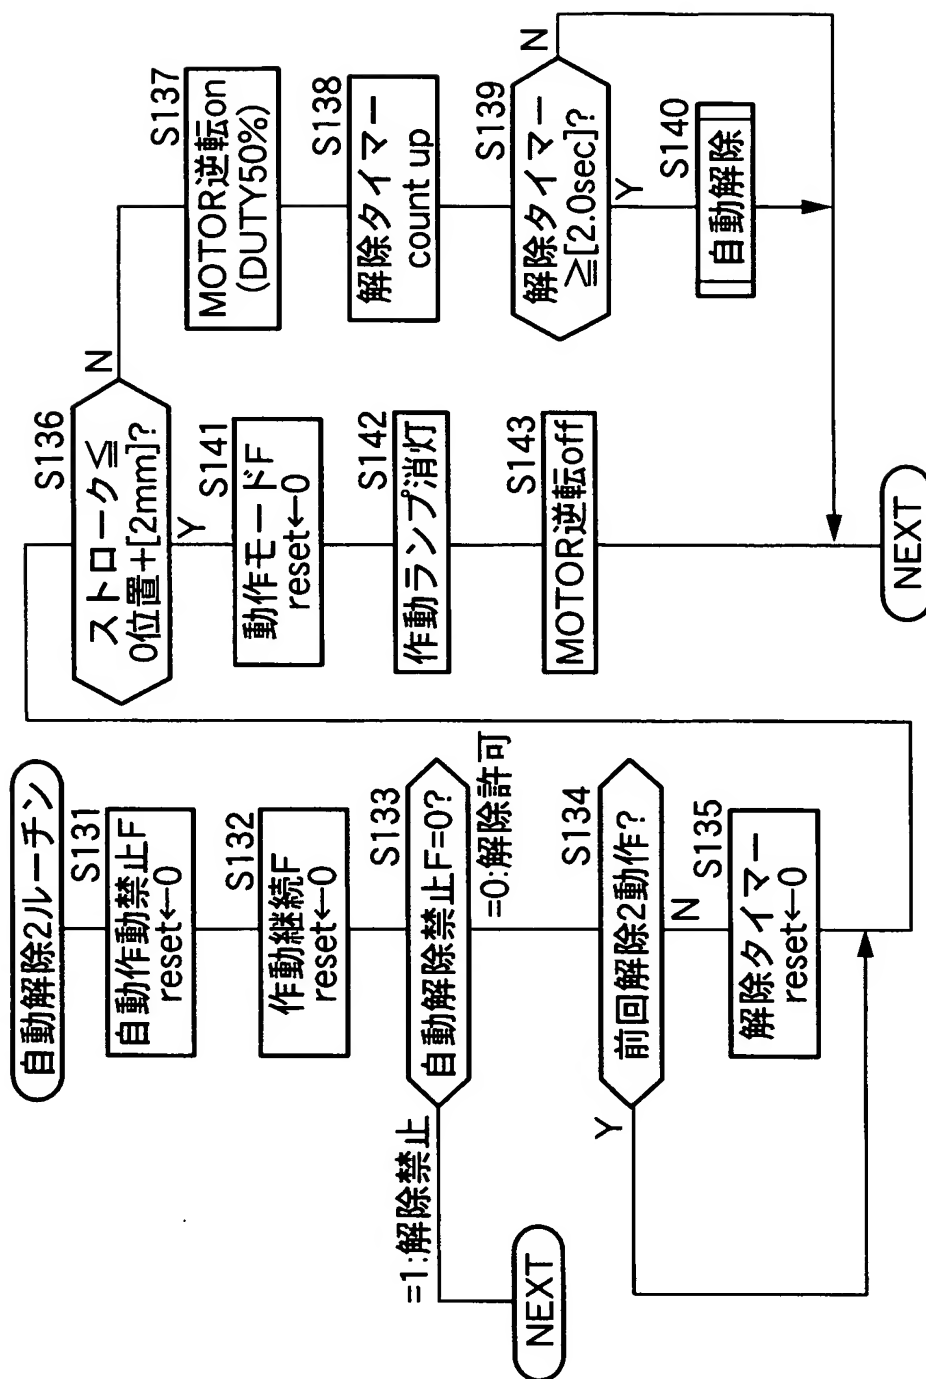 自動解除2ルーチン
S131
自動作動禁止F
reset←0
S132
作動継続F
reset←0
S133
自動解除禁止F=0?
=1:解除禁止
NEXT
=0:解除許可
S134
前回解除2動作?
Y
N
S135
解除タイマー
reset←0
S136
ストローク≦
0位置+[2mm]?
N
Y
S141
動作モードF
reset←0
S142
作動ランプ消灯
S143
MOTOR逆転off
S137
MOTOR逆転on
(DUTY50%)
S138
解除タイマー
count up
S139
解除タイマー
≧[2.0sec]?
N
Y
S140
自動解除
NEXT